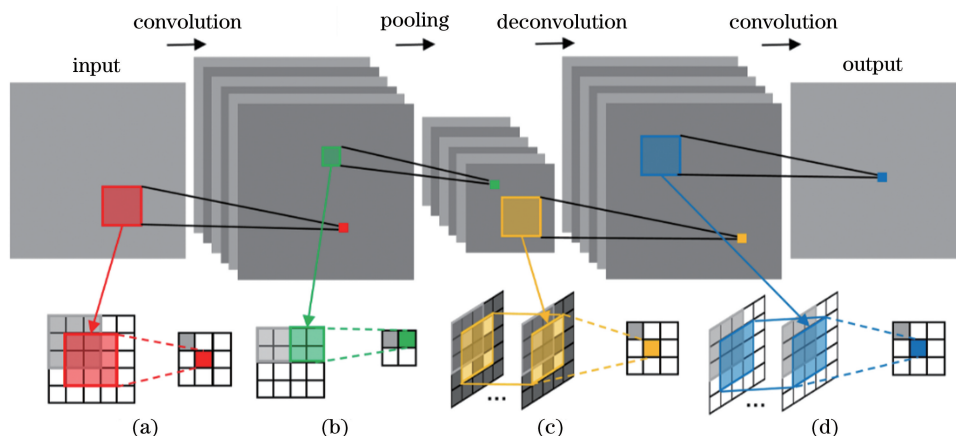 convolution pooling deconvolution convolution
input output
... ...
(a) (b) (c) (d)